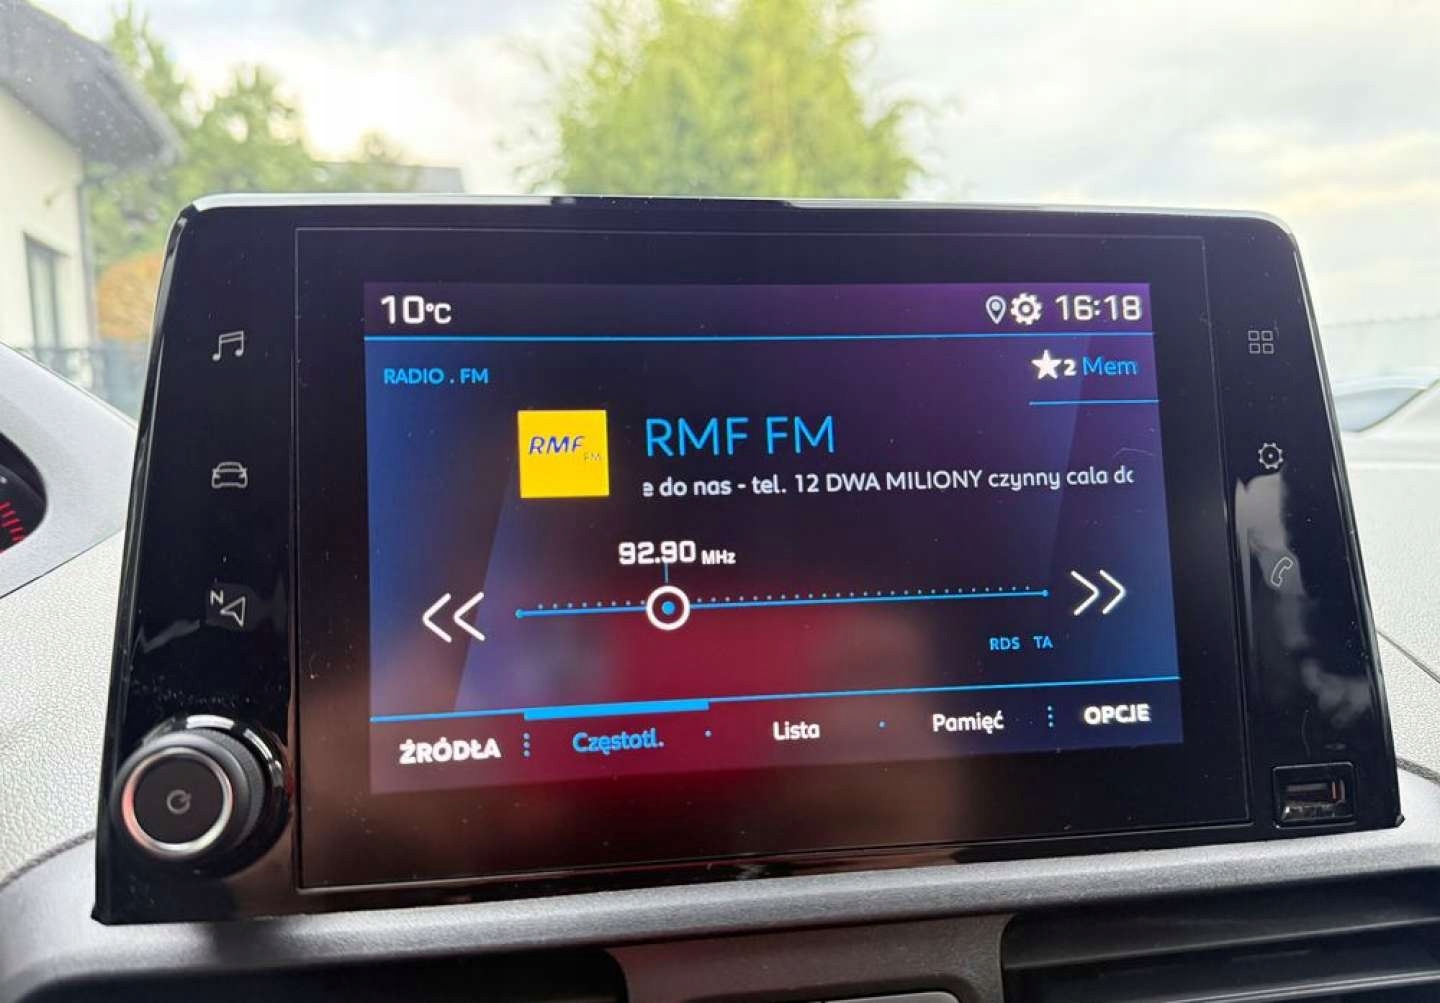 10°C 16:18
RADIO . FM
2 Mem
RMF FM
RMF FM
e do nas - tel. 12 DWA MILIONY czynny cala do
92.90 MHz
RDS TA
ŹRÓDŁA Częstotl. Lista Pamięć OPCJE
N